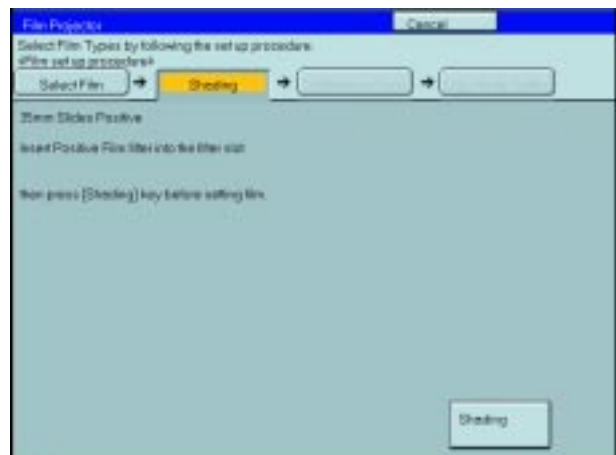 Film Projector
Cancel
Select Film Types by following the set up procedure.
<Film set up procedure>
Select Film → Shading → →
35mm Slides Positive
Insert Positive Film filter into the filter slot
then press [Shading] key before setting film.
Shading